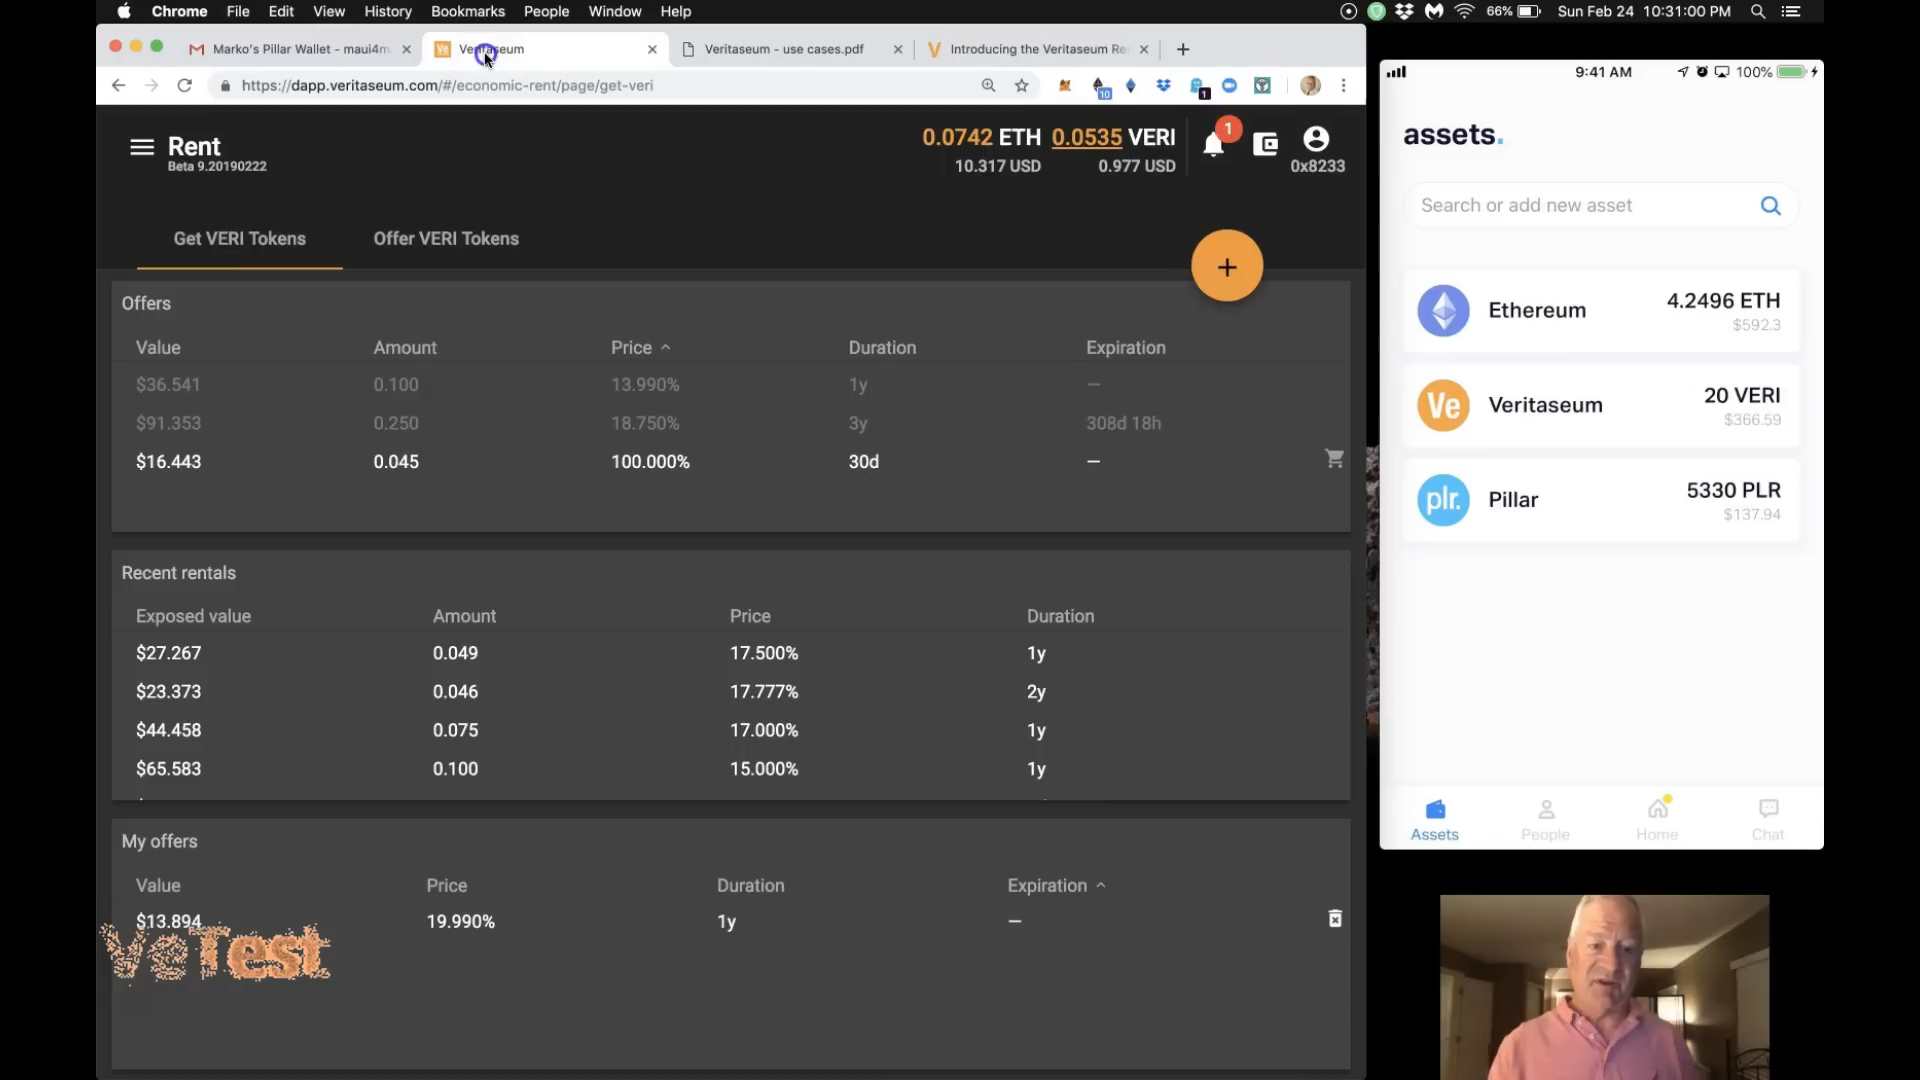 Chrome File Edit View History Bookmarks People Window Help 66% Sun Feb 24 10:31:00 PM
Marko's Pillar Wallet - maui4m
Veritaseum
Veritaseum - use cases.pdf
Introducing the Veritaseum Re
https://dapp.veritaseum.com/#/economic-rent/page/get-veri
10
1
Rent
Beta 9.20190222
0.0742 ETH 0.0535 VERI
10.317 USD 0.977 USD
1
0x8233
Get VERI Tokens Offer VERI Tokens
+
Offers
Value Amount Price Duration Expiration
$36.541 0.100 13.990% 1y —
$91.353 0.250 18.750% 3y 308d 18h
$16.443 0.045 100.000% 30d —
Recent rentals
Exposed value Amount Price Duration
$27.267 0.049 17.500% 1y
$23.373 0.046 17.777% 2y
$44.458 0.075 17.000% 1y
$65.583 0.100 15.000% 1y
My offers
Value Price Duration Expiration
$13.894 19.990% 1y —
VeTest
9:41 AM 100%
assets.
Search or add new asset
Ethereum 4.2496 ETH
$592.3
Ve Veritaseum 20 VERI
$366.59
plr. Pillar 5330 PLR
$137.94
Assets People Home Chat